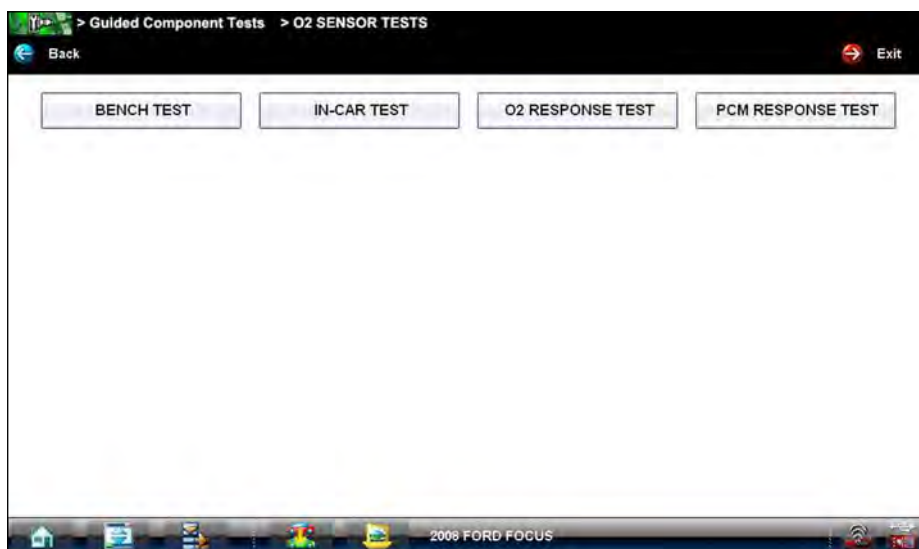 > Guided Component Tests > O2 SENSOR TESTS
Back Exit
BENCH TEST IN-CAR TEST O2 RESPONSE TEST PCM RESPONSE TEST
2008 FORD FOCUS